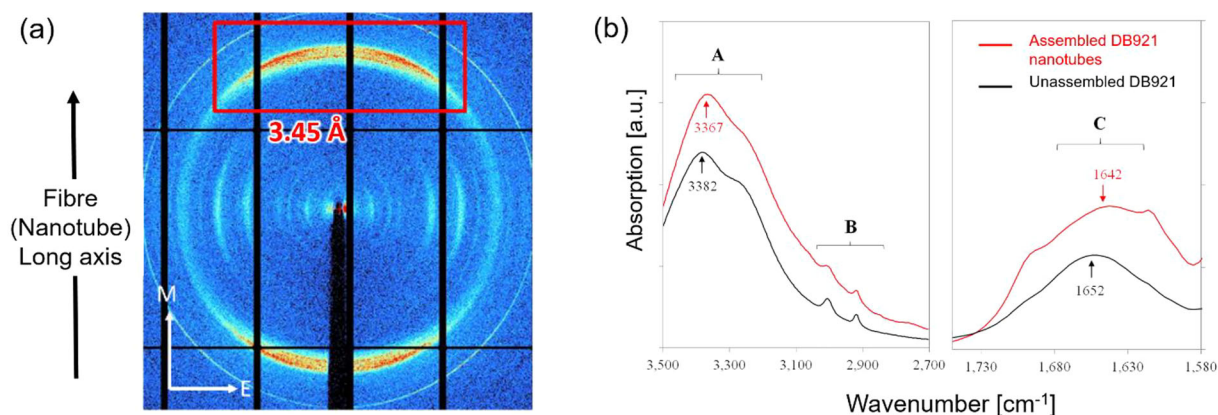 (a)
3.45 Å
Fibre
(Nanotube)
Long axis
M
E
(b)
Absorption [a.u.]
A
3367
3382
B
3,500
3,300
3,100
2,900
2,700
Assembled DB921
nanotubes
Unassembled DB921
C
1642
1652
1,730
1,680
1,630
1,580
Wavenumber [cm⁻¹]